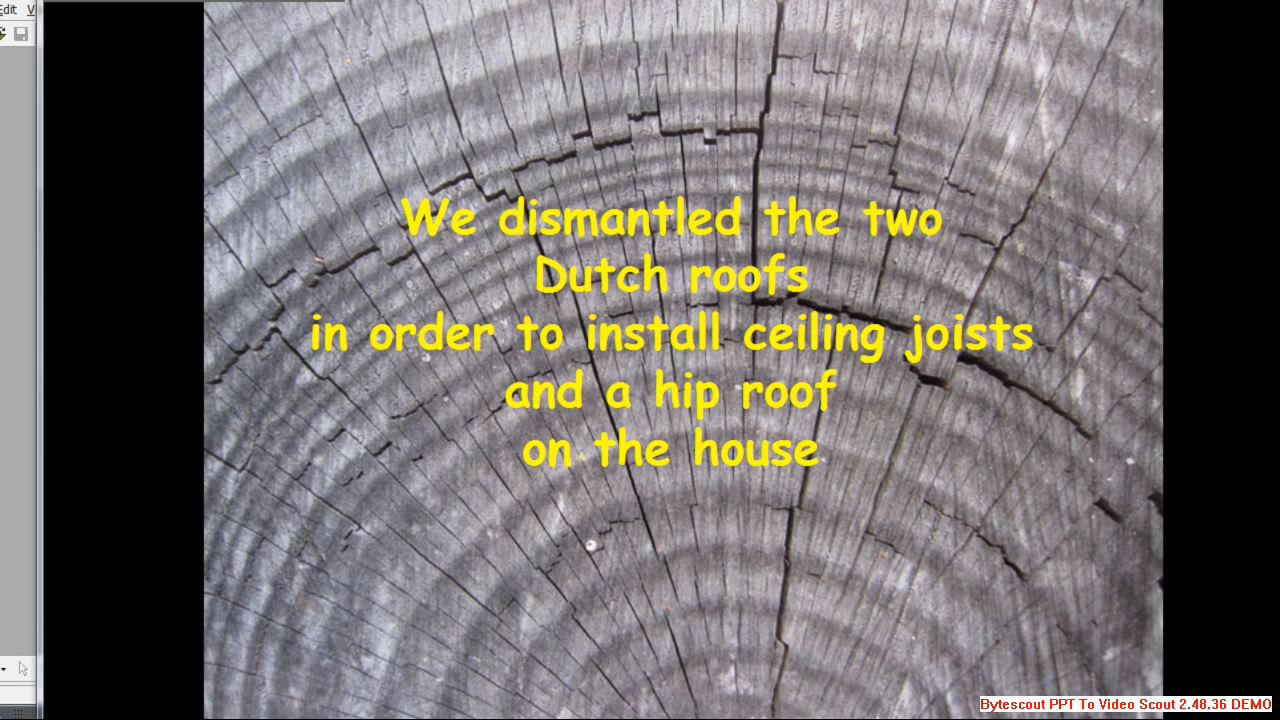 Edit V
We dismantled the two
Dutch roofs
in order to install ceiling joists
and a hip roof
on the house
Bytescout PPT To Video Scout 2.48.36 DEMO